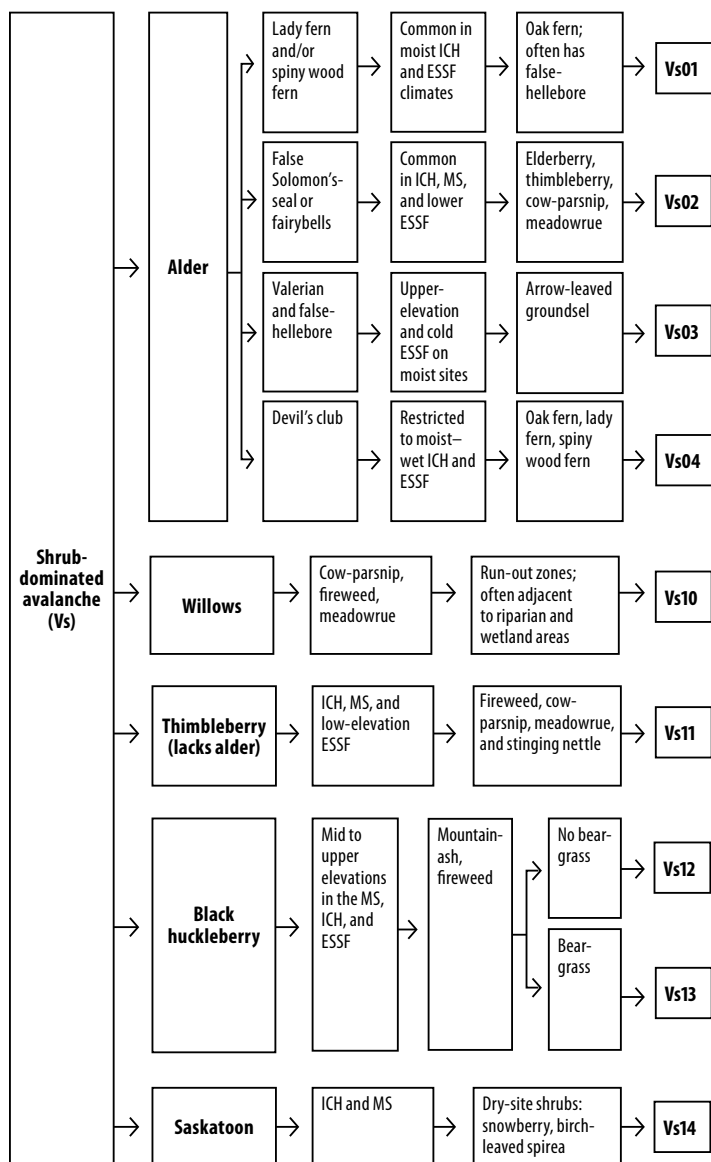 Shrub-
dominated
avalanche
(Vs)
Alder
Lady fern
and/or
spiny wood
fern
Common in
moist ICH
and ESSF
climates
Oak fern;
often has
false-
hellebore
Vs01
False
Solomon's-
seal or
fairybells
Common
in ICH, MS,
and lower
ESSF
Elderberry,
thimbleberry,
cow-parsnip,
meadowrue
Vs02
Valerian
and false-
hellebore
Upper-
elevation
and cold
ESSF on
moist sites
Arrow-leaved
groundsel
Vs03
Devil's club
Restricted
to moist–
wet ICH and
ESSF
Oak fern, lady
fern, spiny
wood fern
Vs04
Willows
Cow-parsnip,
fireweed,
meadowrue
Run-out zones;
often adjacent
to riparian and
wetland areas
Vs10
Thimbleberry
(lacks alder)
ICH, MS, and
low-elevation
ESSF
Fireweed, cow-
parsnip, meadowrue,
and stinging nettle
Vs11
Black
huckleberry
Mid to
upper
elevations
in the MS,
ICH, and
ESSF
Mountain-
ash,
fireweed
No bear-
grass
Vs12
Bear-
grass
Vs13
Saskatoon
ICH and MS
Dry-site shrubs:
snowberry, birch-
leaved spirea
Vs14